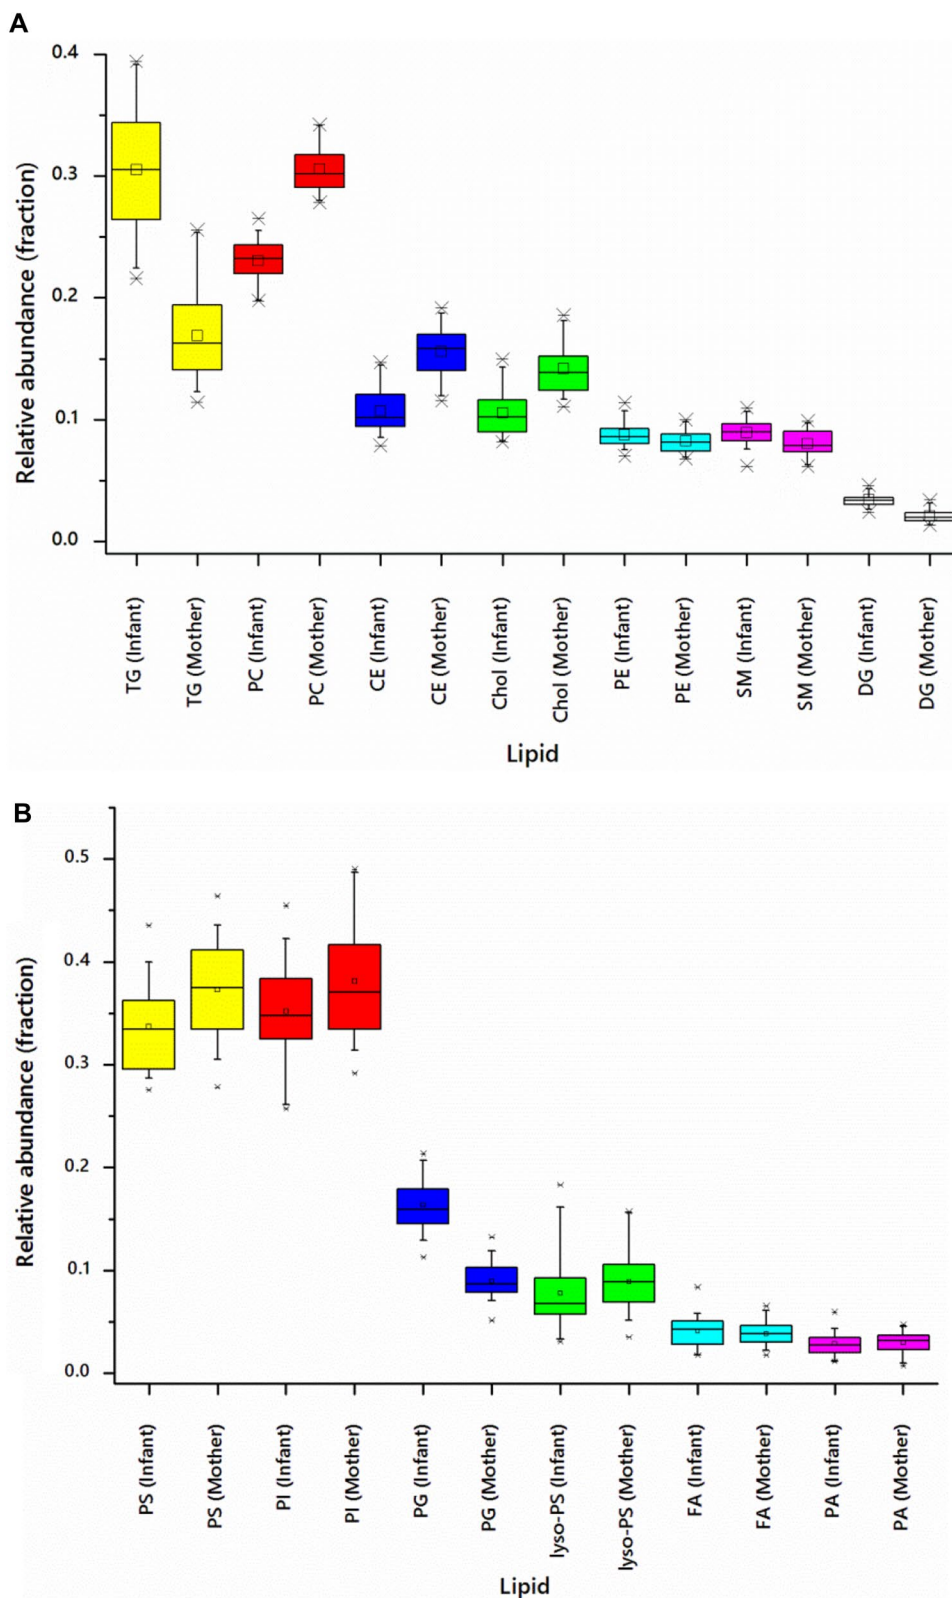 A
Relative abundance (fraction)
0.4
0.3
0.2
0.1
0.0
TG (Infant)
TG (Mother)
PC (Infant)
PC (Mother)
CE (Infant)
CE (Mother)
Chol (Infant)
Chol (Mother)
PE (Infant)
PE (Mother)
SM (Infant)
SM (Mother)
DG (Infant)
DG (Mother)
Lipid
B
Relative abundance (fraction)
0.5
0.4
0.3
0.2
0.1
0.0
PS (Infant)
PS (Mother)
PI (Infant)
PI (Mother)
PG (Infant)
PG (Mother)
lyso-PS (Infant)
lyso-PS (Mother)
FA (Infant)
FA (Mother)
PA (Infant)
PA (Mother)
Lipid